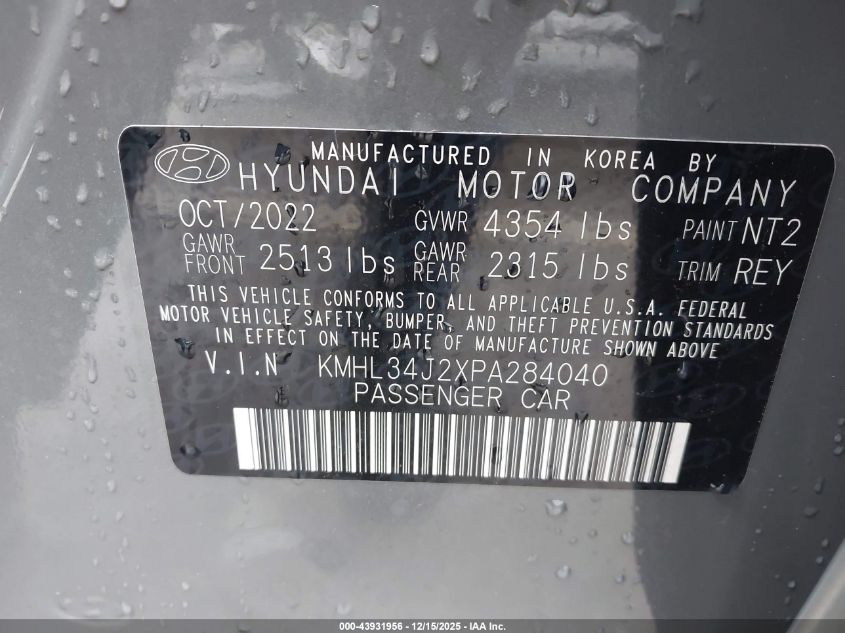 MANUFACTURED IN KOREA BY
HYUNDAI MOTOR COMPANY
OCT/2022 GVWR 4354 lbs PAINT NT2
GAWR FRONT 2513 lbs GAWR REAR 2315 lbs TRIM REY
THIS VEHICLE CONFORMS TO ALL APPLICABLE U.S.A. FEDERAL
MOTOR VEHICLE SAFETY, BUMPER, AND THEFT PREVENTION STANDARDS
IN EFFECT ON THE DATE OF MANUFACTURE SHOWN ABOVE
V.I.N KMHL34J2XPA284040
PASSENGER CAR
000-43931956 - 12/15/2025 - IAA Inc.